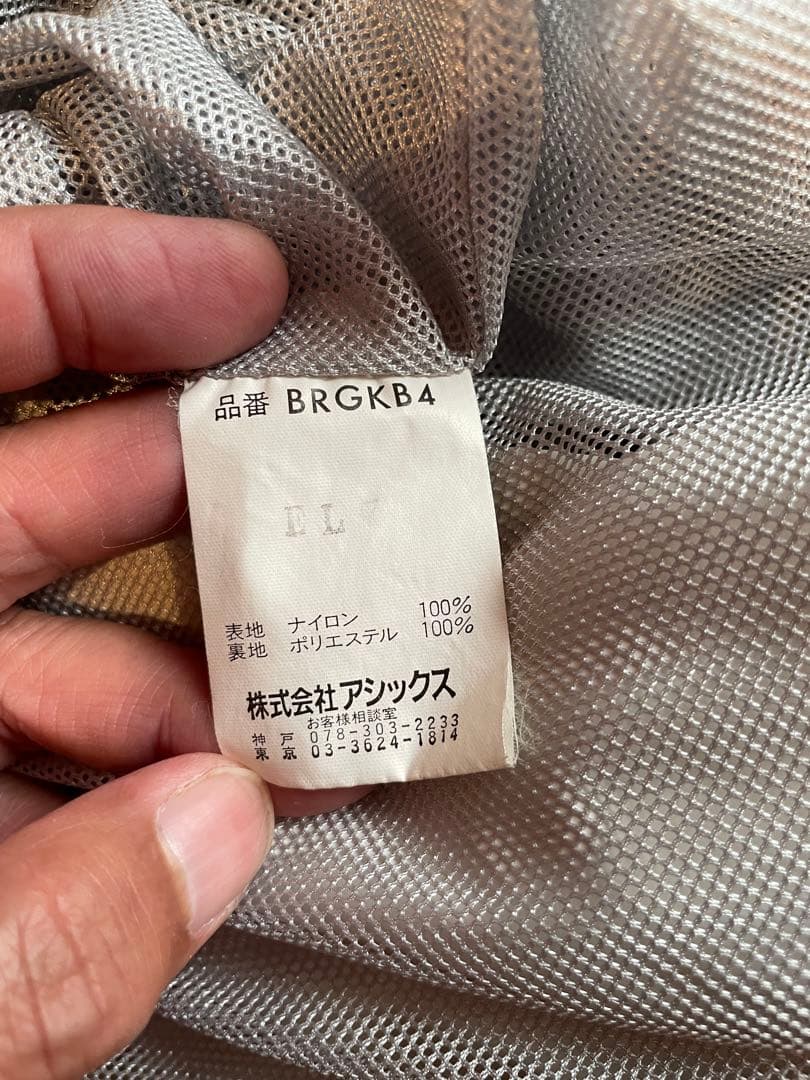 品番 BRGKB4
EL
表地 ナイロン 100%
裏地 ポリエステル 100%
株式会社アシックス
お客様相談室
神戸 078-303-2233
東京 03-3624-1814